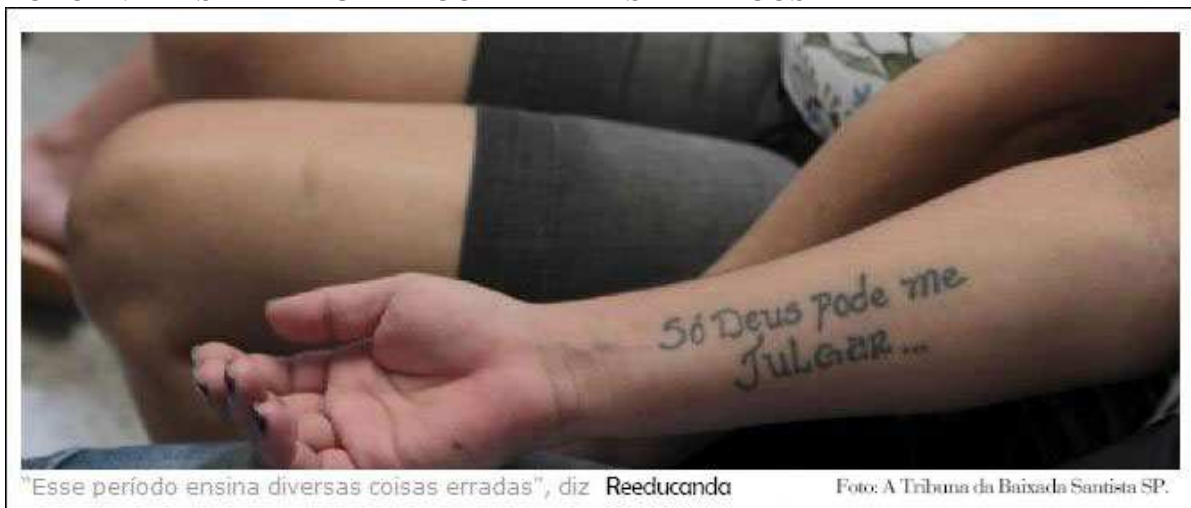 Só Deus pode me
JULGAR...
"Esse período ensina diversas coisas erradas", diz Reeducanda
Foto: A Tribuna da Baixada Santista SP.